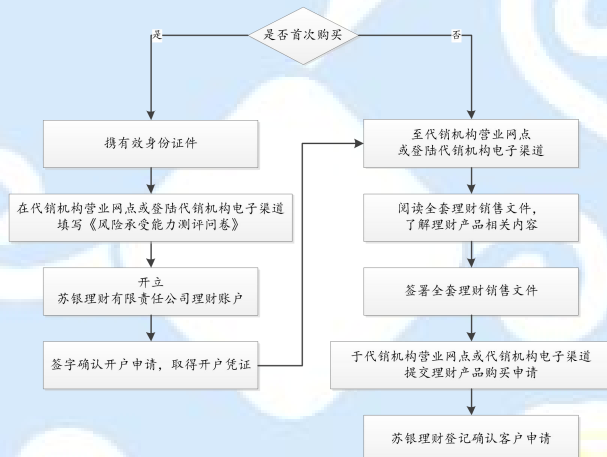 是否首次购买
是
否
携有效身份证件
在代销机构营业网点或登陆代销机构电子渠道
填写《风险承受能力测评问卷》
开立
苏银理财有限责任公司理财账户
签字确认开户申请，取得开户凭证
至代销机构营业网点
或登陆代销机构电子渠道
阅读全套理财销售文件，
了解理财产品相关内容
签署全套理财销售文件
于代销机构营业网点或代销机构电子渠道
提交理财产品购买申请
苏银理财登记确认客户申请